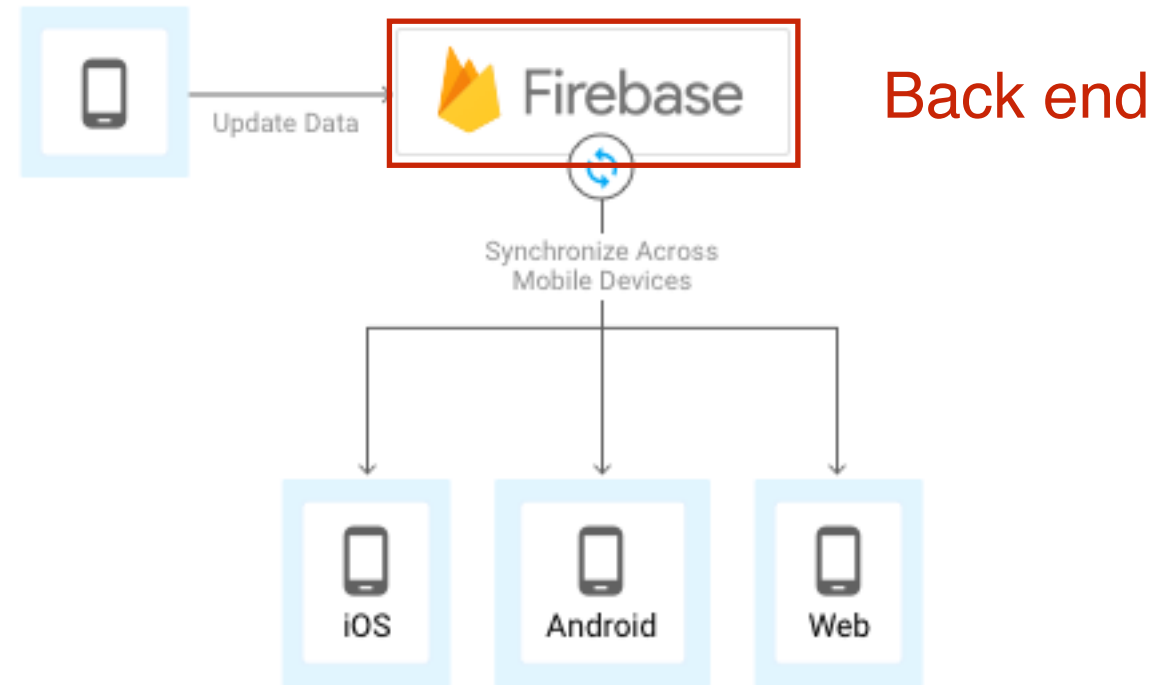 Firebase
Back end
Update Data
Synchronize Across
Mobile Devices
iOS
Android
Web